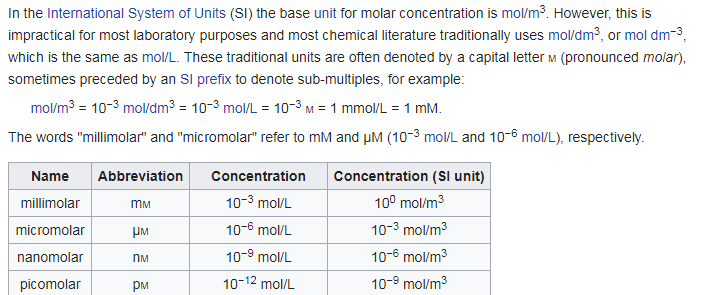 In the International System of Units (SI) the base unit for molar concentration is mol/m³. However, this is
impractical for most laboratory purposes and most chemical literature traditionally uses mol/dm³, or mol dm⁻³,
which is the same as mol/L. These traditional units are often denoted by a capital letter ᴍ (pronounced molar),
sometimes preceded by an SI prefix to denote sub-multiples, for example:
mol/m³ = 10⁻³ mol/dm³ = 10⁻³ mol/L = 10⁻³ ᴍ = 1 mmol/L = 1 mM.
The words "millimolar" and "micromolar" refer to mM and μM (10⁻³ mol/L and 10⁻⁶ mol/L), respectively.
Name Abbreviation Concentration Concentration (SI unit)
millimolar mᴍ 10⁻³ mol/L 10⁰ mol/m³
micromolar μᴍ 10⁻⁶ mol/L 10⁻³ mol/m³
nanomolar nᴍ 10⁻⁹ mol/L 10⁻⁶ mol/m³
picomolar pᴍ 10⁻¹² mol/L 10⁻⁹ mol/m³